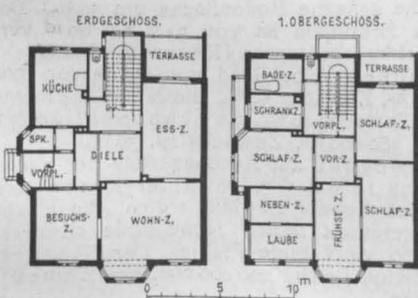 ERDGESCHOSS.
TERRASSE
KÜCHE
ESS-Z.
SPK.
VORPL.
DIELE
BESUCHS-
Z.
WOHN-Z.
1. OBERGESCHOSS.
BADE-Z.
TERRASSE
SCHRANKZ.
VORPL.
SCHLAF-Z.
SCHLAF-Z.
VOR-Z.
NEBEN-Z.
FRÜHST-Z.
SCHLAF-Z.
LAUBE
0 5 10 m